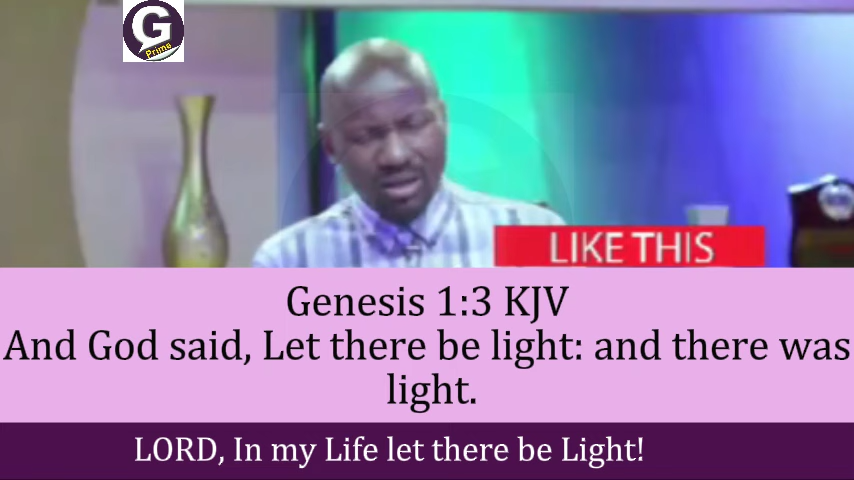 G
Prime
LIKE THIS
Genesis 1:3 KJV
And God said, Let there be light: and there was
light.
LORD, In my Life let there be Light!